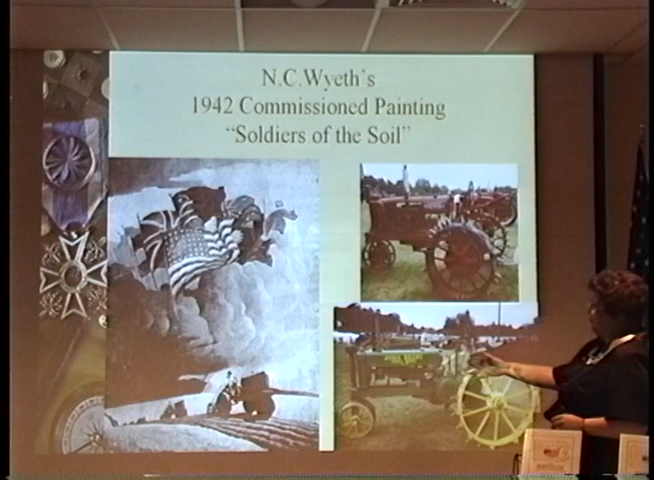 N.C.Wyeth's
1942 Commissioned Painting
“Soldiers of the Soil”